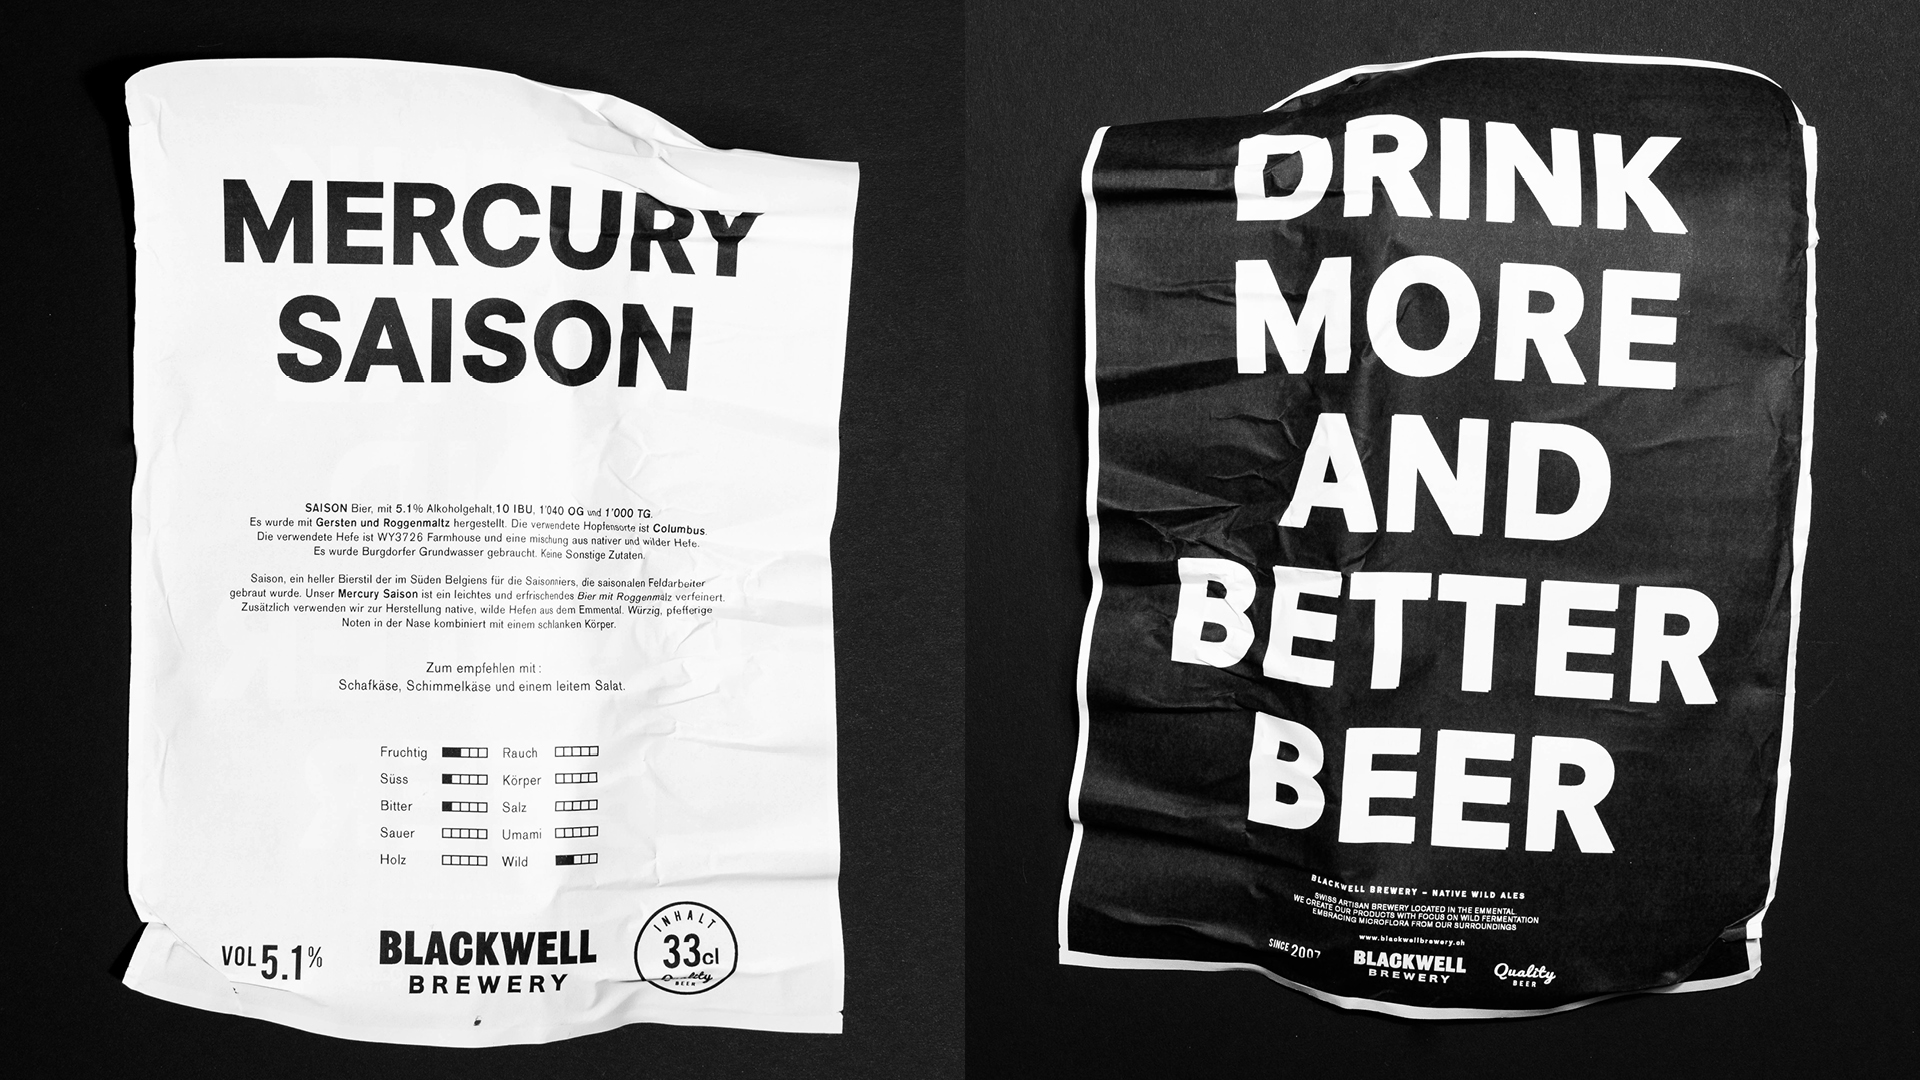 MERCURY
SAISON
SAISON Bier, mit 5.1% Alkoholgehalt,10 IBU, 1'040 OG und 1'000 TG.
Es wurde mit Gersten und Roggenmaltz hergestellt. Die verwendete Hopfensorte ist Columbus.
Die verwendete Hefe ist WY3726 Farmhouse und eine mischung aus nativer und wilder Hefe.
Es wurde Burgdorfer Grundwasser gebraucht. Keine Sonstige Zutaten.
Saison, ein heller Bierstil der im Süden Belgiens für die Saisonniers, die saisonalen Feldarbeiter
gebraut wurde. Unser Mercury Saison ist ein leichtes und erfrischendes Bier mit Roggenmalz verfeinert.
Zusätzlich verwenden wir zur Herstellung native, wilde Hefen aus dem Emmental. Würzig, pfefferige
Noten in der Nase kombiniert mit einem schlanken Körper.
Zum empfehlen mit:
Schafkäse, Schimmelkäse und einem leitem Salat.
Fruchtig Rauch
Süss Körper
Bitter Salz
Sauer Umami
Holz Wild
VOL 5.1%
BLACKWELL
BREWERY
INHALT
33cl
Quality
BEER
DRINK
MORE
AND
BETTER
BEER
BLACKWELL BREWERY – NATIVE WILD ALES
SWISS ARTISAN BREWERY LOCATED IN THE EMMENTAL
WE CREATE OUR PRODUCTS WITH FOCUS ON WILD FERMENTATION
EMBRACING MICROFLORA FROM OUR SURROUNDINGS
www.blackwellbrewery.ch
SINCE 2007
BLACKWELL
BREWERY
Quality
BEER